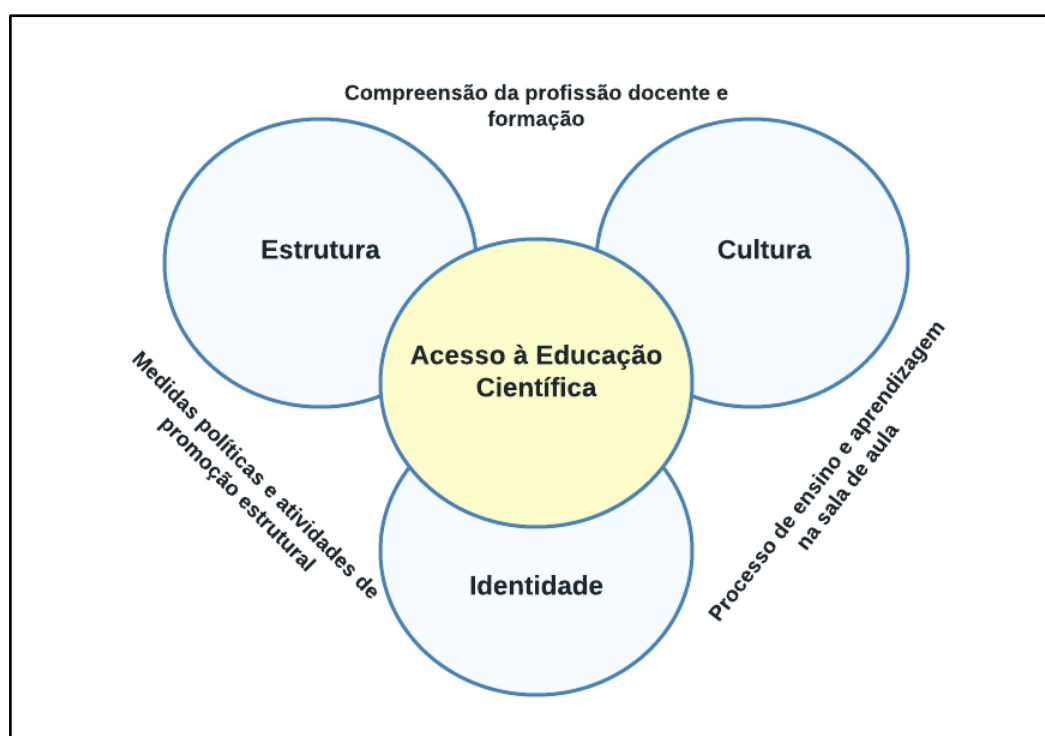 Compreensão da profissão docente e
formação
Estrutura
Cultura
Acesso à Educação
Científica
Medidas políticas e atividades de
promoção estrutural
Processo de ensino e aprendizagem
na sala de aula
Identidade